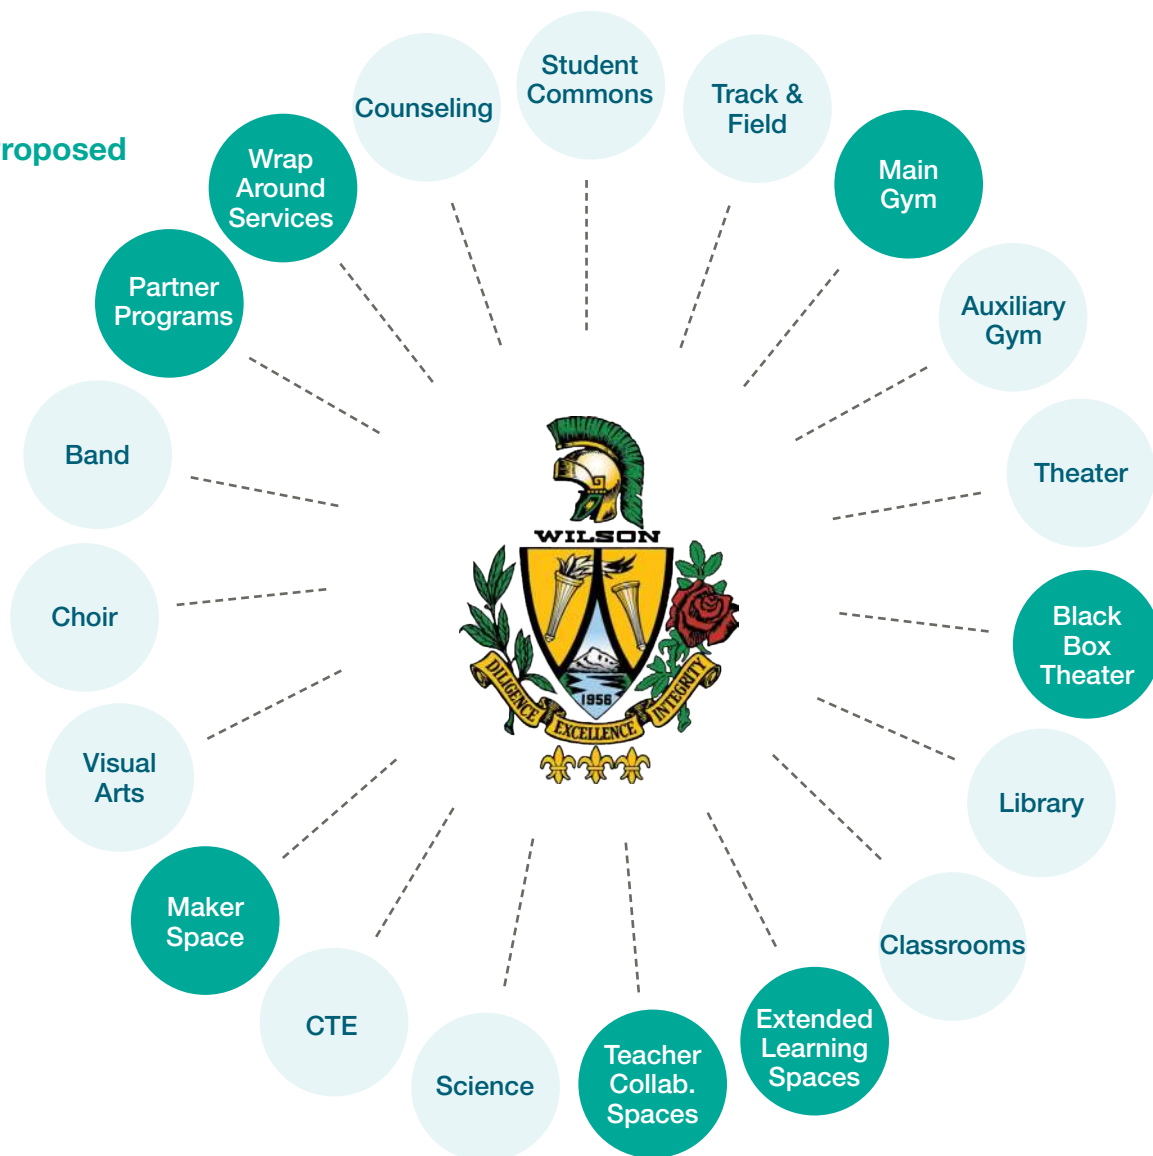 roposed
Student
Commons
Counseling
Track &
Field
Wrap
Around
Services
Main
Gym
Partner
Programs
Auxiliary
Gym
Band
Theater
WILSON
Choir
Black
Box
Theater
1956
DILIGENCE
EXCELLENCE
INTEGRITY
Visual
Arts
Library
Maker
Space
Classrooms
CTE
Extended
Learning
Spaces
Science
Teacher
Collab.
Spaces